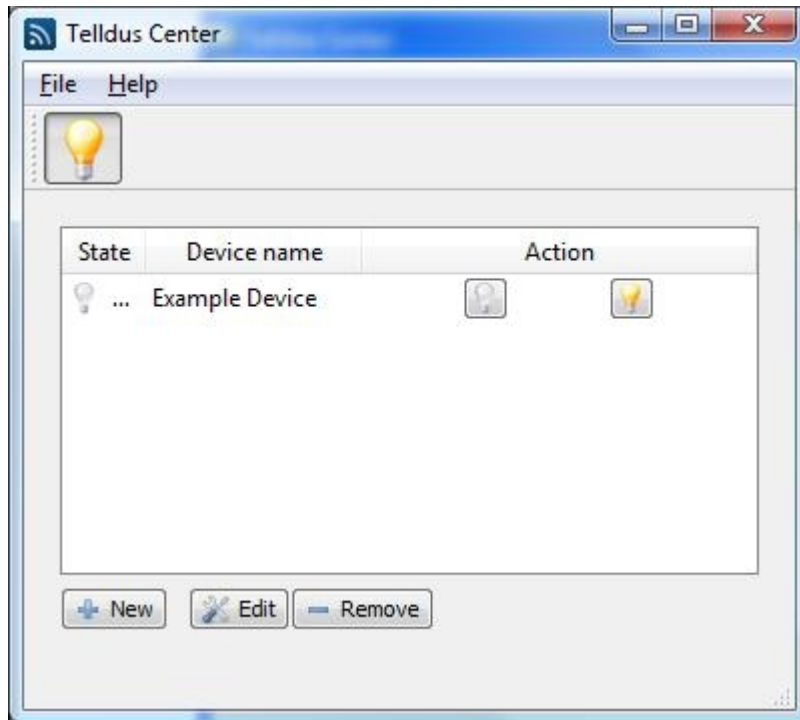 Telldus Center
File Help
State Device name Action
... Example Device
New Edit Remove